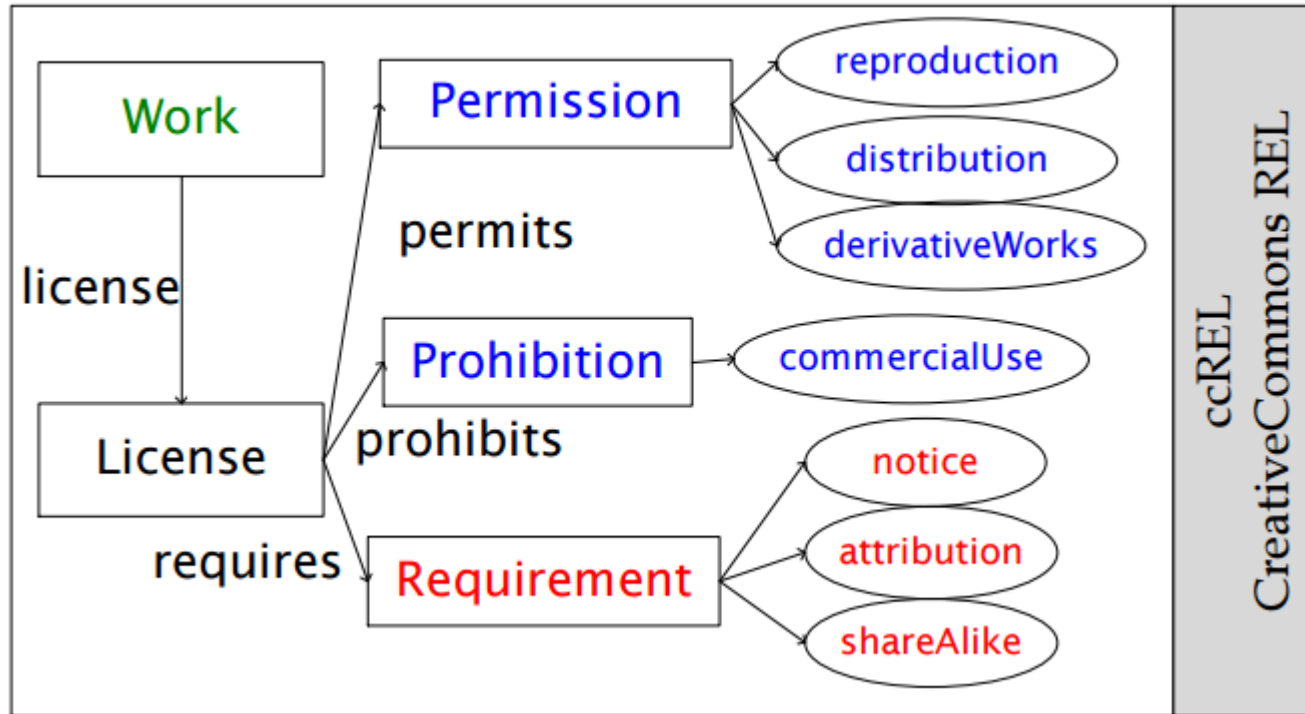 Work
license
License
Permission
permits
Prohibition
prohibits
requires
Requirement
reproduction
distribution
derivativeWorks
commercialUse
notice
attribution
shareAlike
ccREL
CreativeCommons REL